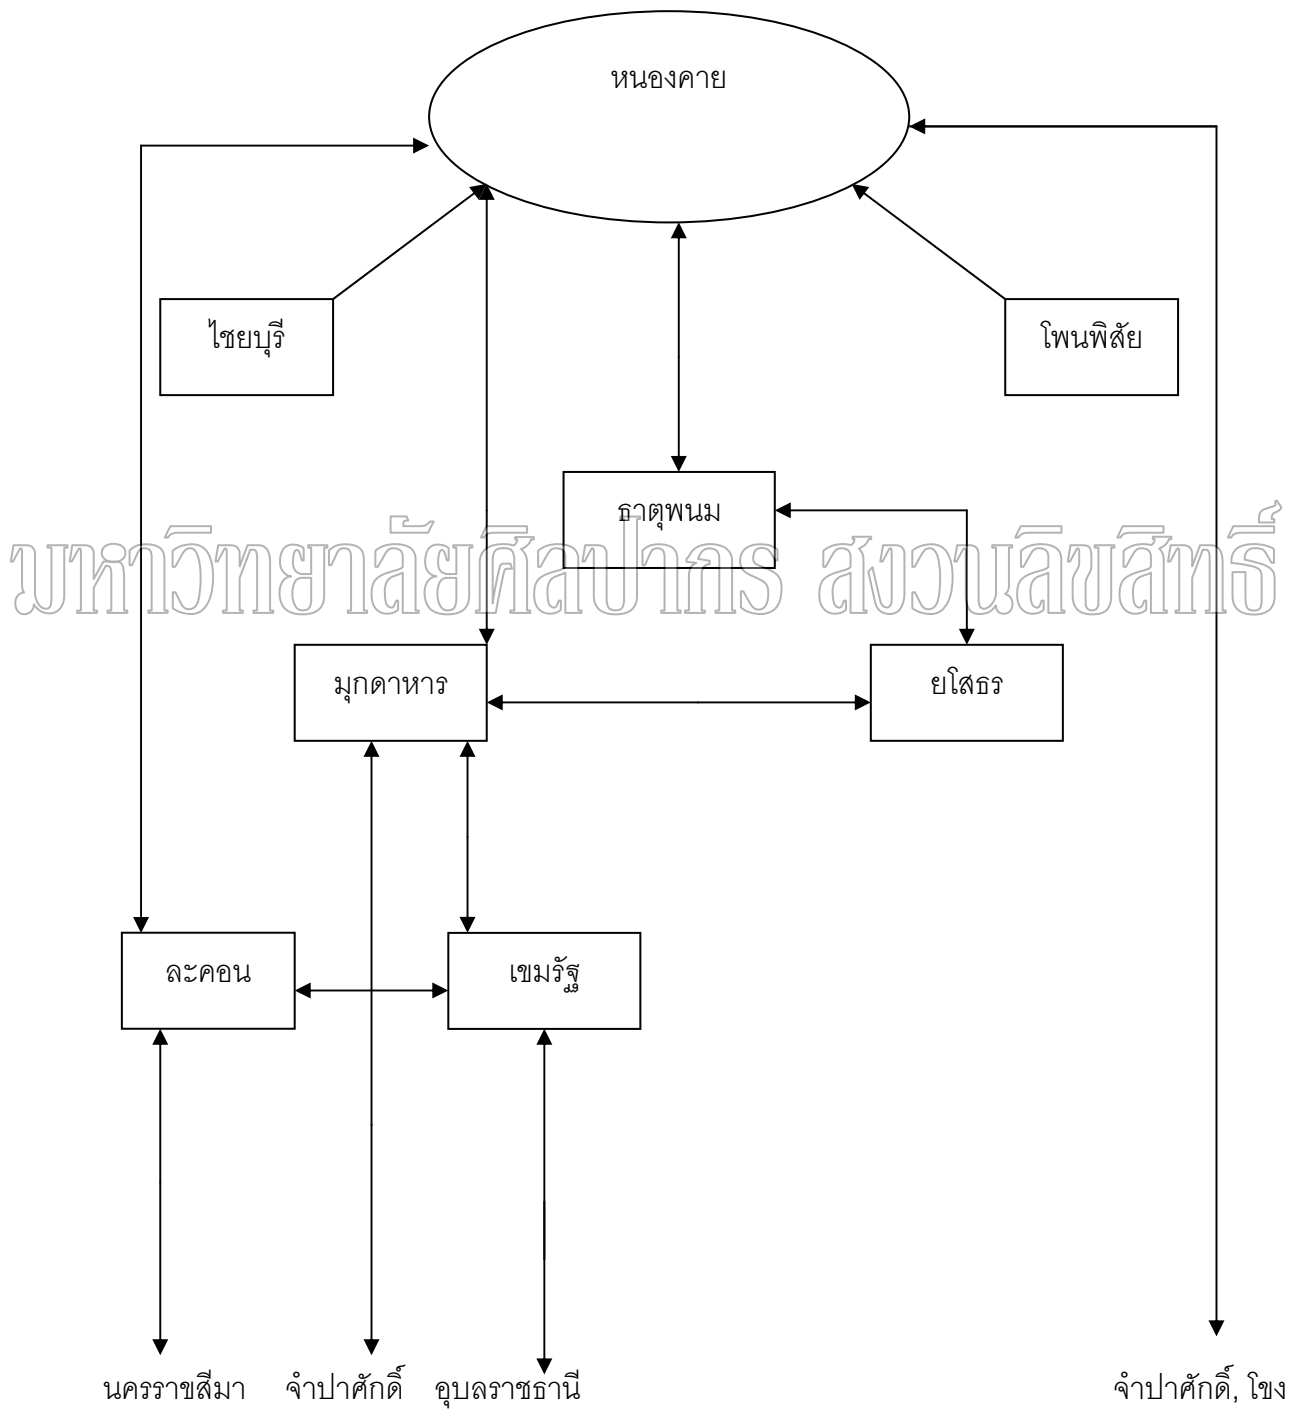 หนองคาย
ไชยบุรี
โพนพิสัย
ธาตุพนม
มหาวิทยาลัยศิลปากร สงวนลิขสิทธิ์
มุกดาหาร
ยโสธร
ละคอน
เขมรัฐ
นครราขสีมา
จำปาศักดิ์
อุบลราชธานี
จำปาศักดิ์, โขง